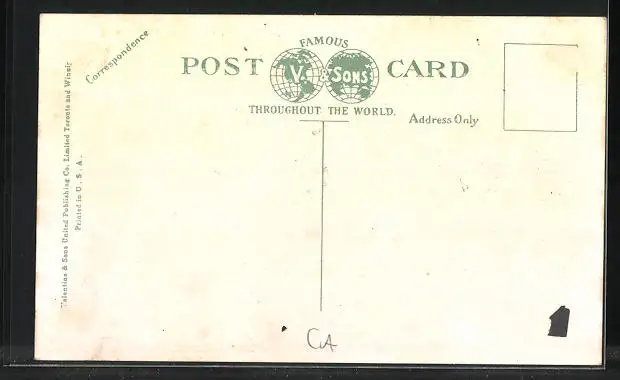 Correspondence
FAMOUS
POST V. & SONS CARD
THROUGHOUT THE WORLD.
Address Only
Valentine & Sons United Publishing Co. Limited Toronto and Winnip
Printed in U.S.A.
CA